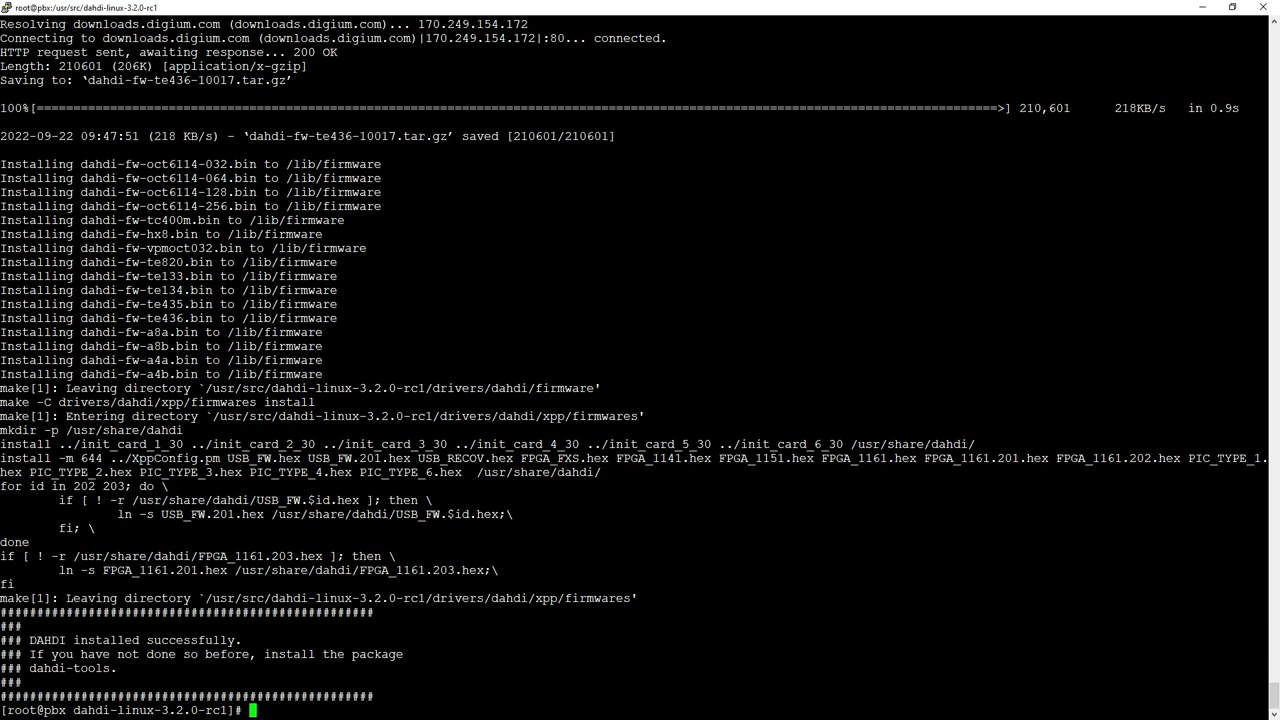 root@pbx:/usr/src/dahdi-linux-3.2.0-rc1
Resolving downloads.digium.com (downloads.digium.com)... 170.249.154.172
Connecting to downloads.digium.com (downloads.digium.com)|170.249.154.172|:80... connected.
HTTP request sent, awaiting response... 200 OK
Length: 210601 (206K) [application/x-gzip]
Saving to: ‘dahdi-fw-te436-10017.tar.gz’
100%[===================================================================================================================================>] 210,601      218KB/s   in 0.9s
2022-09-22 09:47:51 (218 KB/s) - ‘dahdi-fw-te436-10017.tar.gz’ saved [210601/210601]
Installing dahdi-fw-oct6114-032.bin to /lib/firmware
Installing dahdi-fw-oct6114-064.bin to /lib/firmware
Installing dahdi-fw-oct6114-128.bin to /lib/firmware
Installing dahdi-fw-oct6114-256.bin to /lib/firmware
Installing dahdi-fw-tc400m.bin to /lib/firmware
Installing dahdi-fw-hx8.bin to /lib/firmware
Installing dahdi-fw-vpmoct032.bin to /lib/firmware
Installing dahdi-fw-te820.bin to /lib/firmware
Installing dahdi-fw-te133.bin to /lib/firmware
Installing dahdi-fw-te134.bin to /lib/firmware
Installing dahdi-fw-te435.bin to /lib/firmware
Installing dahdi-fw-te436.bin to /lib/firmware
Installing dahdi-fw-a8a.bin to /lib/firmware
Installing dahdi-fw-a8b.bin to /lib/firmware
Installing dahdi-fw-a4a.bin to /lib/firmware
Installing dahdi-fw-a4b.bin to /lib/firmware
make[1]: Leaving directory `/usr/src/dahdi-linux-3.2.0-rc1/drivers/dahdi/firmware'
make -C drivers/dahdi/xpp/firmwares install
make[1]: Entering directory `/usr/src/dahdi-linux-3.2.0-rc1/drivers/dahdi/xpp/firmwares'
mkdir -p /usr/share/dahdi
install ../init_card_1_30 ../init_card_2_30 ../init_card_3_30 ../init_card_4_30 ../init_card_5_30 ../init_card_6_30 /usr/share/dahdi/
install -m 644 ../XppConfig.pm USB_FW.hex USB_FW.201.hex USB_RECOV.hex FPGA_FXS.hex FPGA_1141.hex FPGA_1151.hex FPGA_1161.hex FPGA_1161.201.hex FPGA_1161.202.hex PIC_TYPE_1.
hex PIC_TYPE_2.hex PIC_TYPE_3.hex PIC_TYPE_4.hex PIC_TYPE_6.hex  /usr/share/dahdi/
for id in 202 203; do \
        if [ ! -r /usr/share/dahdi/USB_FW.$id.hex ]; then \
                ln -s USB_FW.201.hex /usr/share/dahdi/USB_FW.$id.hex;\
        fi; \
done
if [ ! -r /usr/share/dahdi/FPGA_1161.203.hex ]; then \
        ln -s FPGA_1161.201.hex /usr/share/dahdi/FPGA_1161.203.hex;\
fi
make[1]: Leaving directory `/usr/src/dahdi-linux-3.2.0-rc1/drivers/dahdi/xpp/firmwares'
###################################################
###
### DAHDI installed successfully.
### If you have not done so before, install the package
### dahdi-tools.
###
###################################################
[root@pbx dahdi-linux-3.2.0-rc1]#